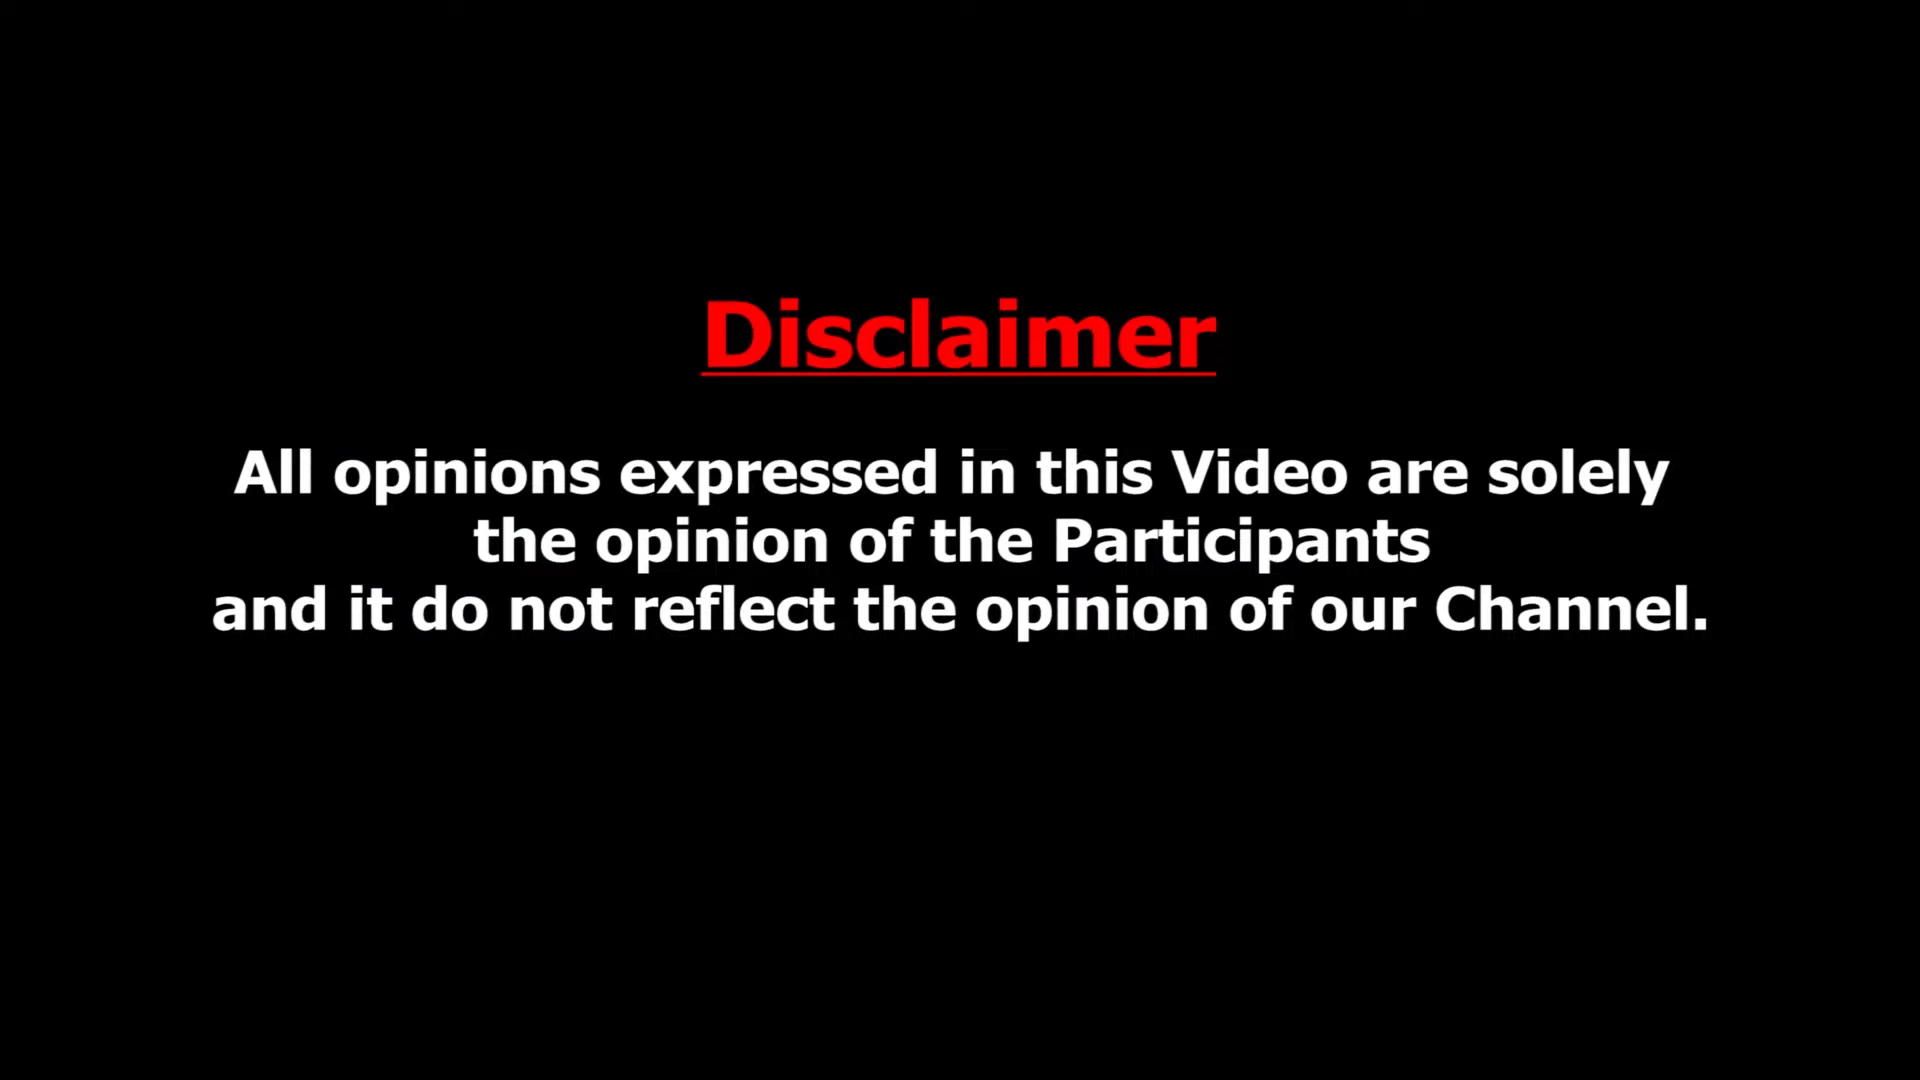 Disclaimer
All opinions expressed in this Video are solely
the opinion of the Participants
and it do not reflect the opinion of our Channel.